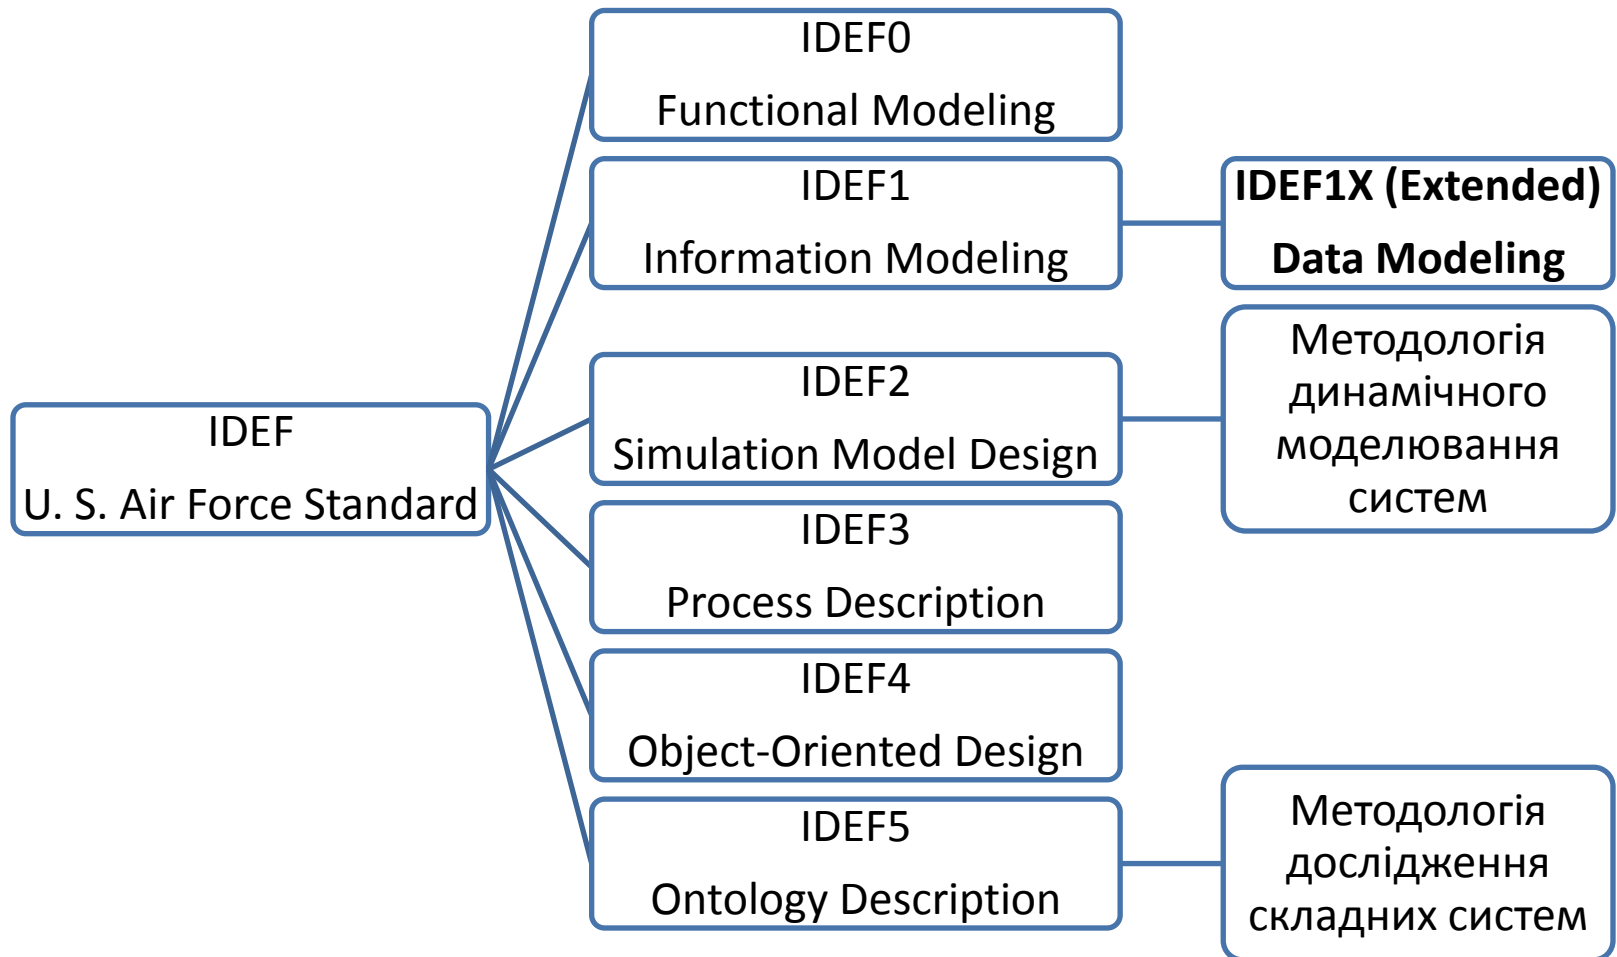 IDEF
U. S. Air Force Standard
IDEF0
Functional Modeling
IDEF1
Information Modeling
IDEF1X (Extended)
Data Modeling
IDEF2
Simulation Model Design
Методологія
динамічного
моделювання
систем
IDEF3
Process Description
IDEF4
Object-Oriented Design
IDEF5
Ontology Description
Методологія
дослідження
складних систем